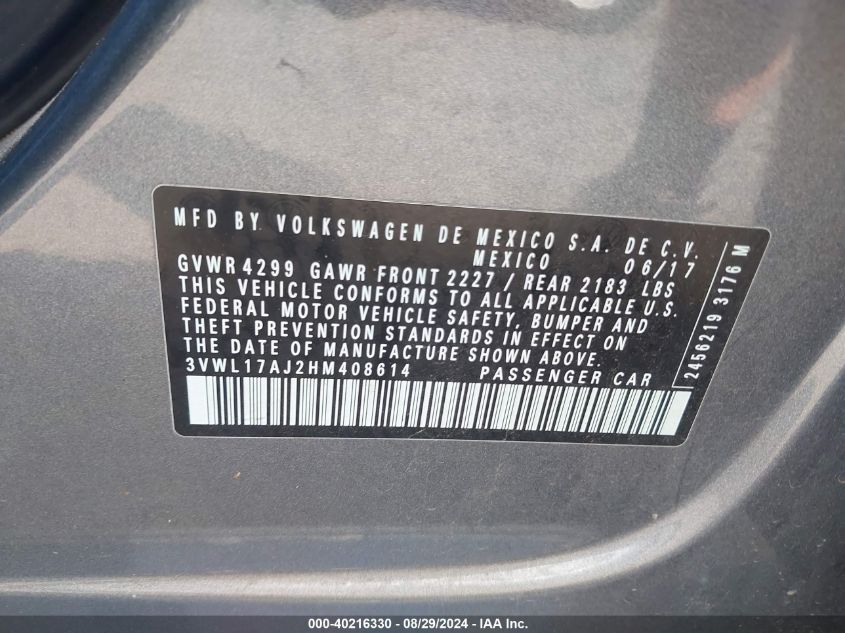 MFD BY VOLKSWAGEN DE MEXICO S.A. DE C.V.
MEXICO 06/17
GVWR 4299 GAWR FRONT 2227 / REAR 2183 LBS
THIS VEHICLE CONFORMS TO ALL APPLICABLE U.S.
FEDERAL MOTOR VEHICLE SAFETY, BUMPER AND
THEFT PREVENTION STANDARDS IN EFFECT ON
THE DATE OF MANUFACTURE SHOWN ABOVE.
3VWL17AJ2HM408614 PASSENGER CAR
2456219 3176 M
000-40216330 - 08/29/2024 - IAAI.com